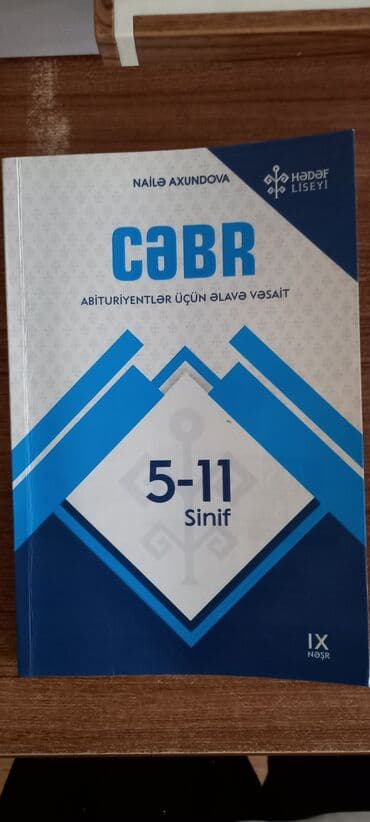 NAİLƏ AXUNDOVA
HƏDƏF
LİSEYİ
CƏBR
ABİTURİYENTLƏR ÜÇÜN ƏLAVƏ VƏSAİT
5-11
Sinif
IX
NƏŞR